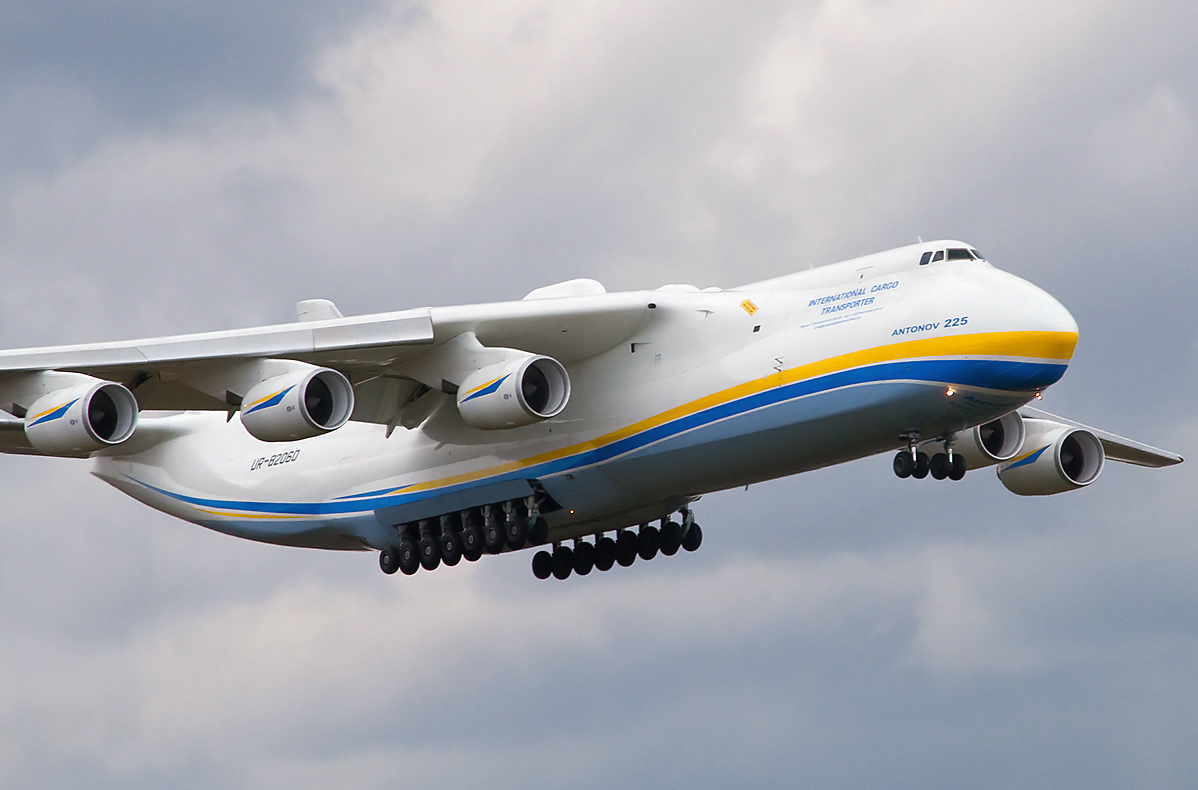 INTERNATIONAL CARGO
TRANSPORTER
ANTONOV 225
UR-82060